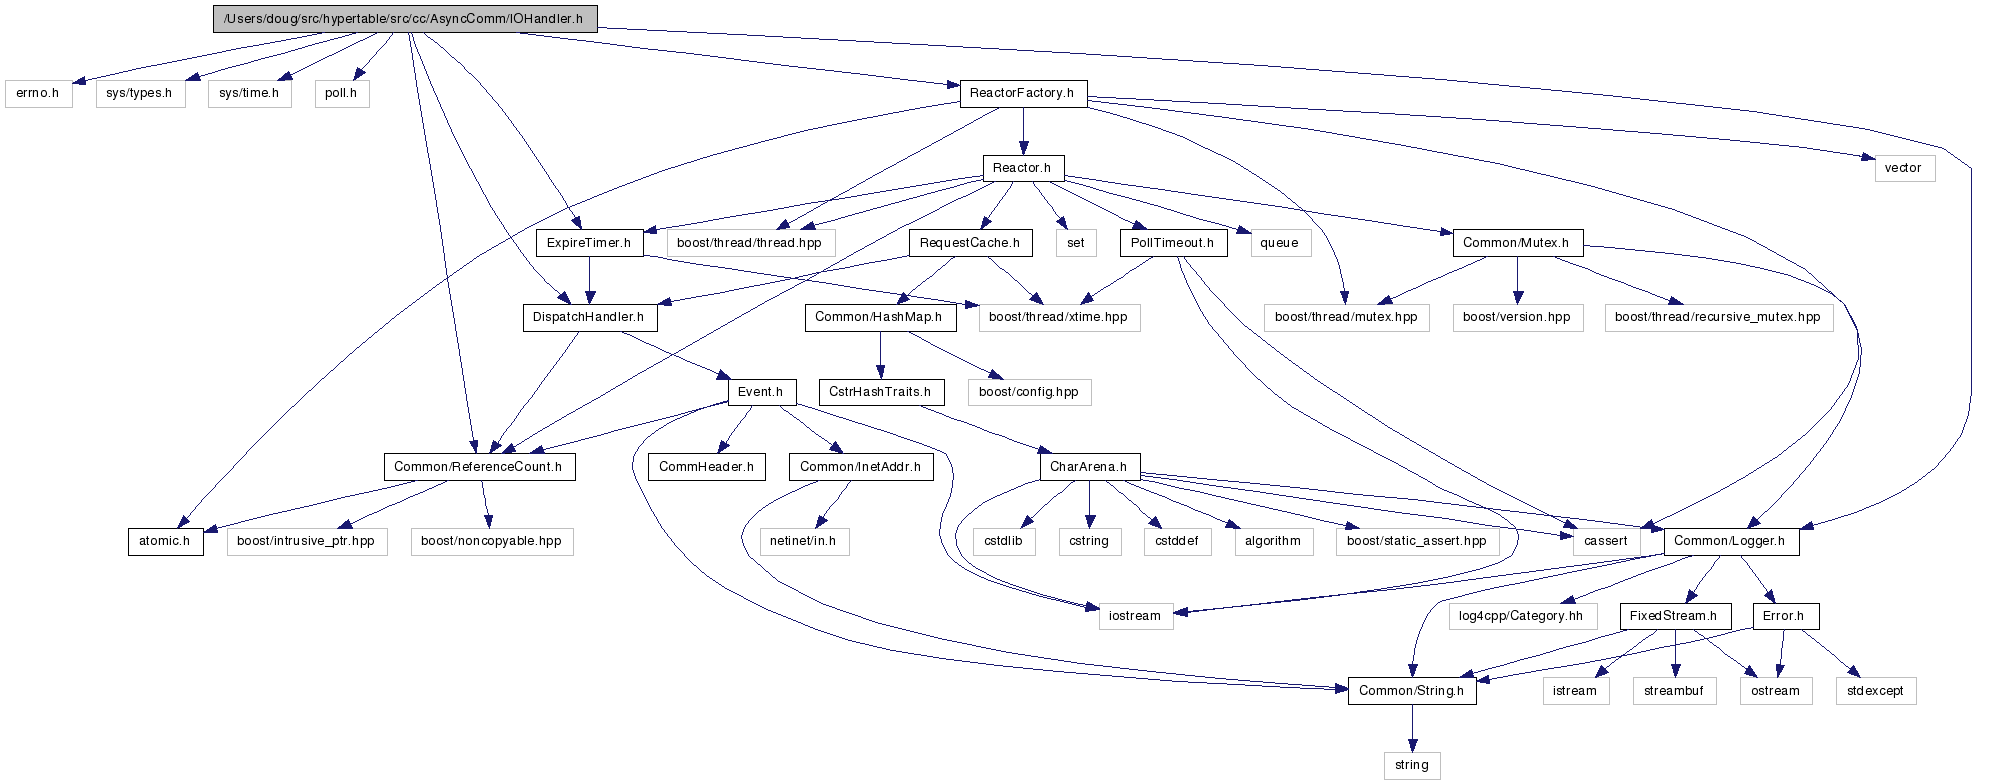 /Users/doug/src/hypertable/src/cc/AsyncComm/IOHandler.h
errno.h
sys/types.h
sys/time.h
poll.h
ReactorFactory.h
Reactor.h
vector
ExpireTimer.h
boost/thread/thread.hpp
RequestCache.h
set
PollTimeout.h
queue
Common/Mutex.h
DispatchHandler.h
Common/HashMap.h
boost/thread/xtime.hpp
boost/thread/mutex.hpp
boost/version.hpp
boost/thread/recursive_mutex.hpp
Event.h
CstrHashTraits.h
boost/config.hpp
Common/ReferenceCount.h
CommHeader.h
Common/InetAddr.h
CharArena.h
atomic.h
boost/intrusive_ptr.hpp
boost/noncopyable.hpp
netinet/in.h
cstdlib
cstring
cstddef
algorithm
boost/static_assert.hpp
cassert
Common/Logger.h
iostream
log4cpp/Category.hh
FixedStream.h
Error.h
Common/String.h
istream
streambuf
ostream
stdexcept
string